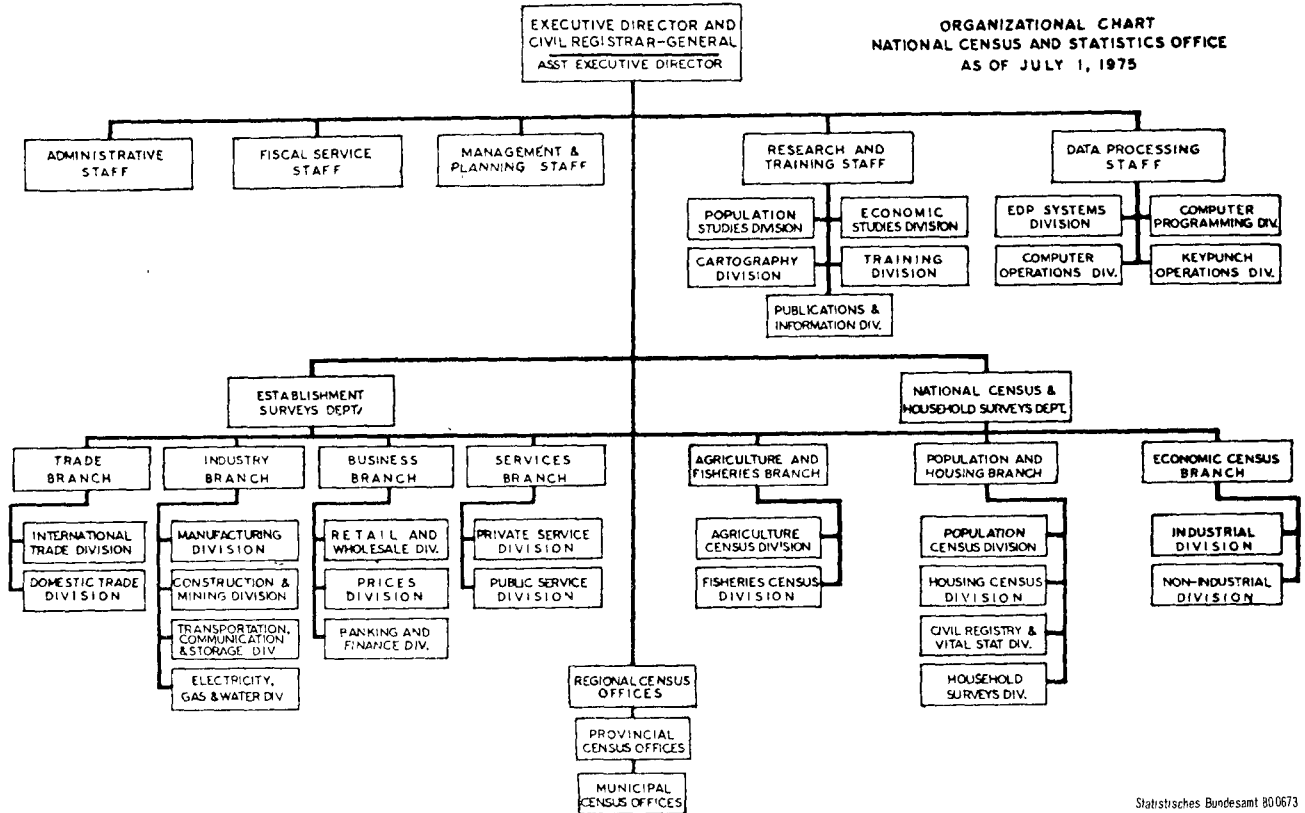 EXECUTIVE DIRECTOR AND
CIVIL REGISTRAR-GENERAL
ASST EXECUTIVE DIRECTOR
ORGANIZATIONAL CHART
NATIONAL CENSUS AND STATISTICS OFFICE
AS OF JULY 1, 1975
ADMINISTRATIVE
STAFF
FISCAL SERVICE
STAFF
MANAGEMENT &
PLANNING STAFF
RESEARCH AND
TRAINING STAFF
DATA PROCESSING
STAFF
POPULATION
STUDIES DIVISION
ECONOMIC
STUDIES DIVISION
CARTOGRAPHY
DIVISION
TRAINING
DIVISION
PUBLICATIONS &
INFORMATION DIV.
EDP SYSTEMS
DIVISION
COMPUTER
PROGRAMMING DIV.
COMPUTER
OPERATIONS DIV.
KEYPUNCH
OPERATIONS DIV.
ESTABLISHMENT
SURVEYS DEPT/
NATIONAL CENSUS &
HOUSEHOLD SURVEYS DEPT.
TRADE
BRANCH
INDUSTRY
BRANCH
BUSINESS
BRANCH
SERVICES
BRANCH
AGRICULTURE AND
FISHERIES BRANCH
POPULATION AND
HOUSING BRANCH
ECONOMIC CENSUS
BRANCH
INTERNATIONAL
TRADE DIVISION
DOMESTIC TRADE
DIVISION
MANUFACTURING
DIVISION
CONSTRUCTION &
MINING DIVISION
TRANSPORTATION,
COMMUNICATION
& STORAGE DIV
ELECTRICITY,
GAS & WATER DIV
RETAIL AND
WHOLESALE DIV.
PRICES
DIVISION
BANKING AND
FINANCE DIV.
PRIVATE SERVICE
DIVISION
PUBLIC SERVICE
DIVISION
AGRICULTURE
CENSUS DIVISION
FISHERIES CENSUS
DIVISION
POPULATION
CENSUS DIVISION
HOUSING CENSUS
DIVISION
CIVIL REGISTRY &
VITAL STAT DIV.
HOUSEHOLD
SURVEYS DIV.
INDUSTRIAL
DIVISION
NON-INDUSTRIAL
DIVISION
REGIONAL CENSUS
OFFICES
PROVINCIAL
CENSUS OFFICES
MUNICIPAL
CENSUS OFFICES
Statistisches Bundesamt 80 0673